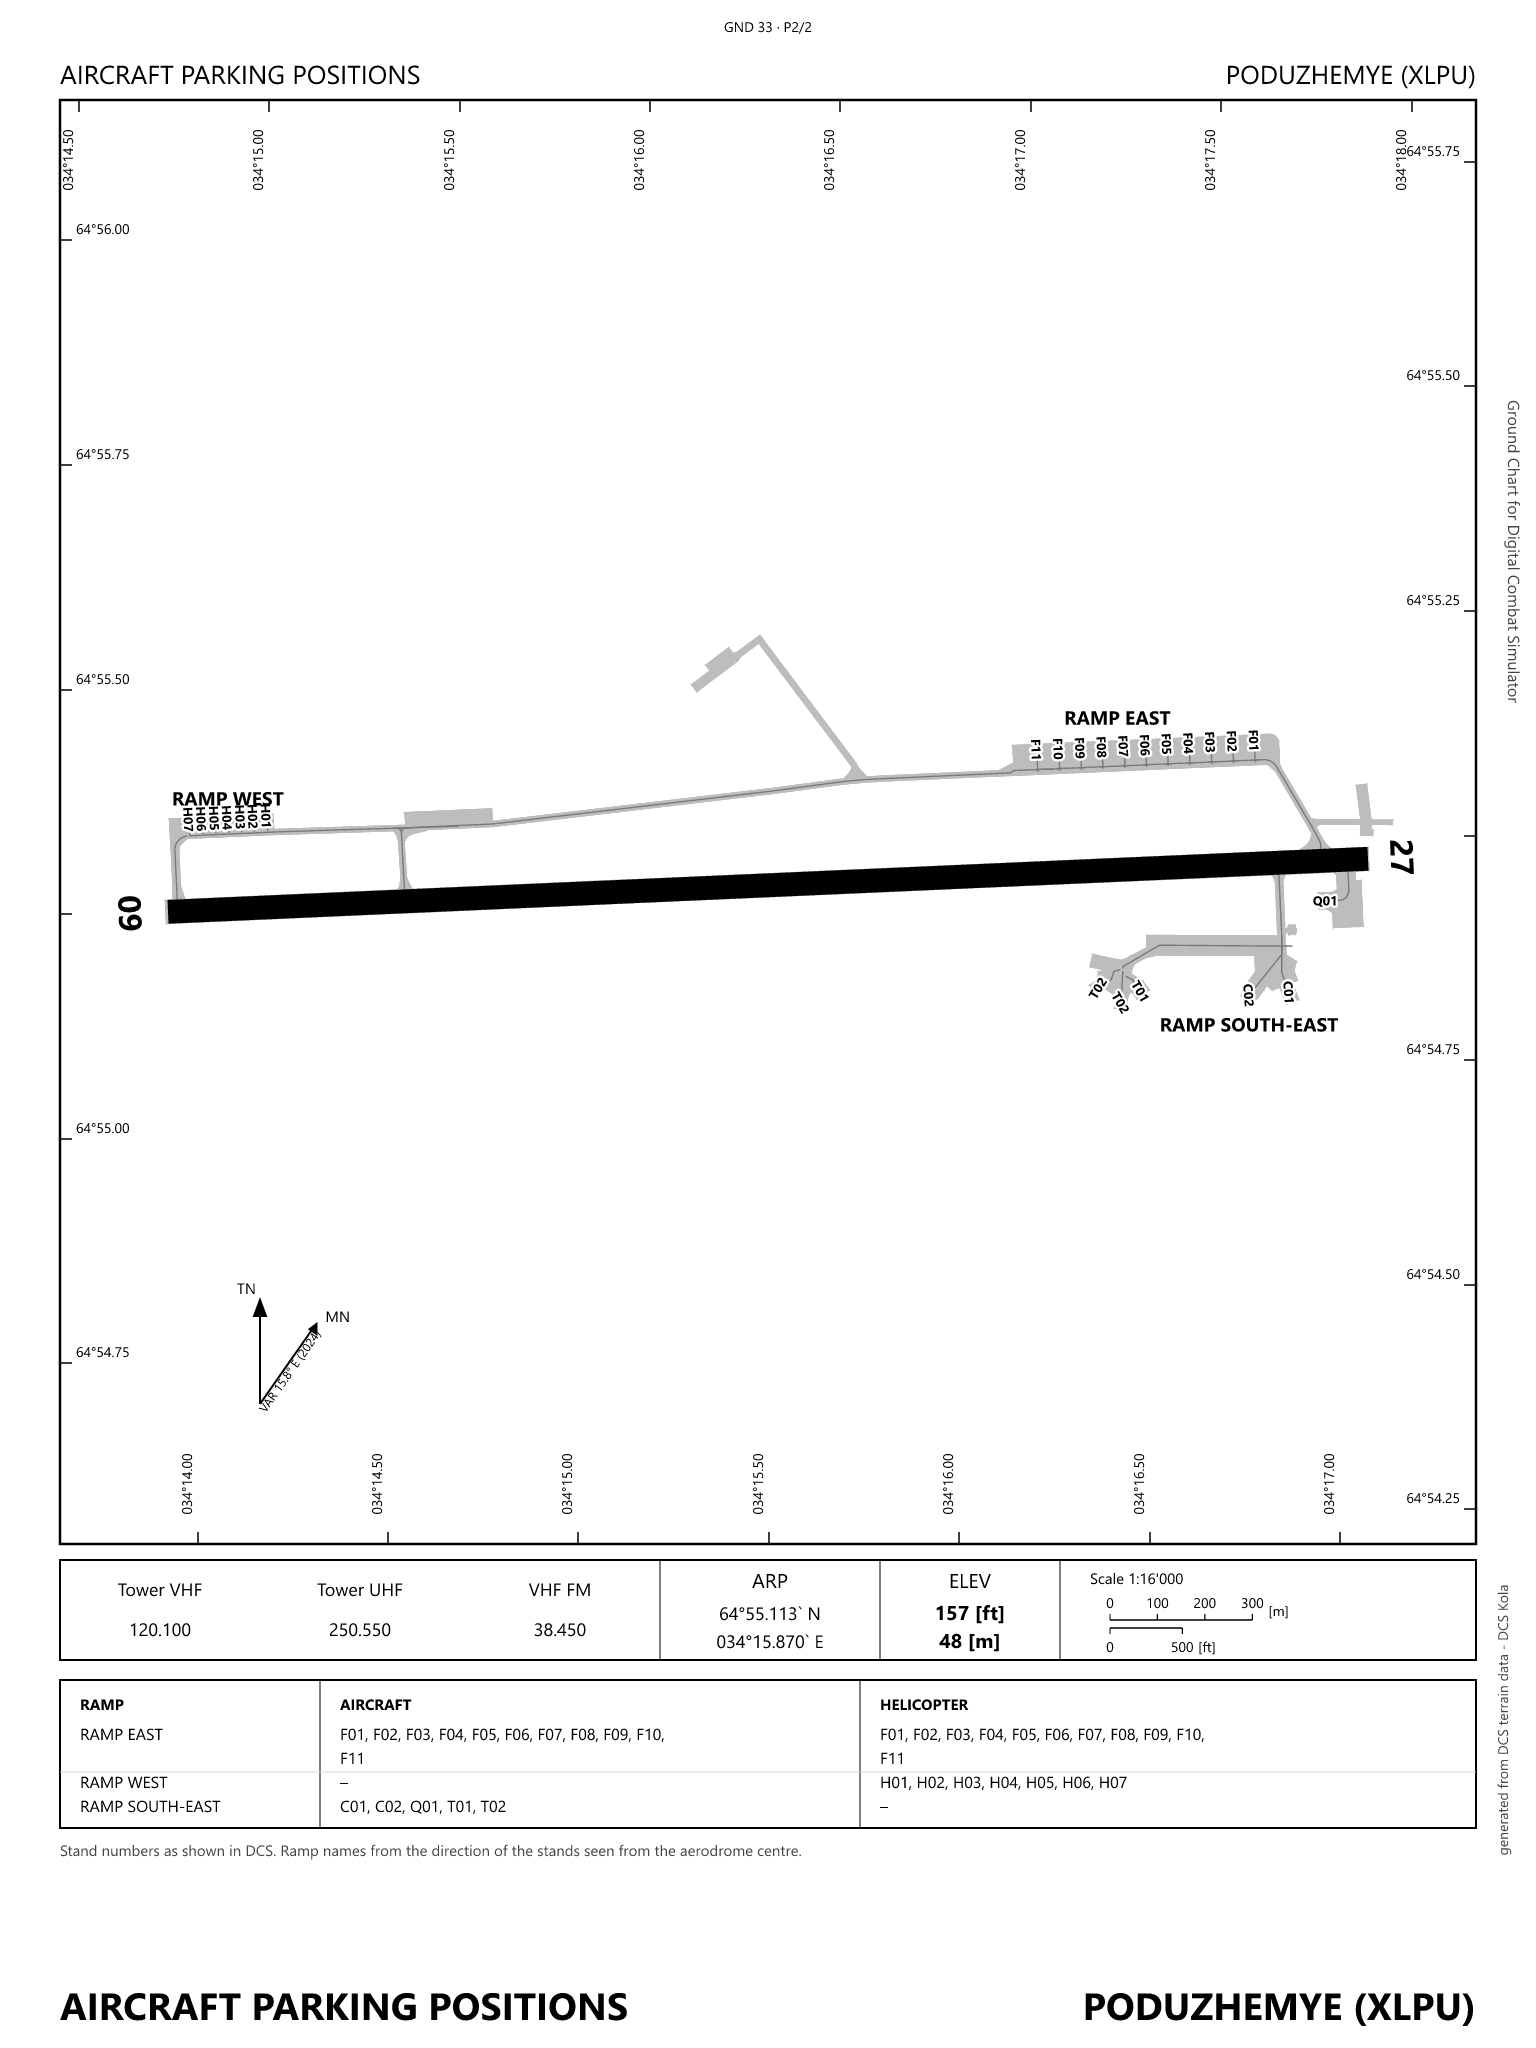 GND 33 · P2/2
AIRCRAFT PARKING POSITIONS
PODUZHEMYE (XLPU)
034°14.50
034°15.00
034°15.50
034°16.00
034°16.50
034°17.00
034°17.50
034°18.00
64°55.75
64°56.00
64°55.50
64°55.75
64°55.25
64°55.50
RAMP EAST
F11
F10
F09
F08
F07
F06
F05
F04
F03
F02
F01
RAMP WEST
H07
H06
H05
H04
H03
H02
H01
09
27
Q01
T02
T02
T01
C02
C01
RAMP SOUTH-EAST
64°54.75
64°55.00
64°54.50
64°54.75
64°54.25
TN
MN
VAR 15.8° E (2024)
034°14.00
034°14.50
034°15.00
034°15.50
034°16.00
034°16.50
034°17.00
Ground Chart for Digital Combat Simulator
Tower VHF
120.100
Tower UHF
250.550
VHF FM
38.450
ARP
64°55.113` N
034°15.870` E
ELEV
157 [ft]
48 [m]
Scale 1:16'000
0 100 200 300 [m]
0 500 [ft]
RAMP AIRCRAFT HELICOPTER
RAMP EAST F01, F02, F03, F04, F05, F06, F07, F08, F09, F10, F01, F02, F03, F04, F05, F06, F07, F08, F09, F10,
F11 F11
RAMP WEST – H01, H02, H03, H04, H05, H06, H07
RAMP SOUTH-EAST C01, C02, Q01, T01, T02 –
generated from DCS terrain data - DCS Kola
Stand numbers as shown in DCS. Ramp names from the direction of the stands seen from the aerodrome centre.
AIRCRAFT PARKING POSITIONS
PODUZHEMYE (XLPU)